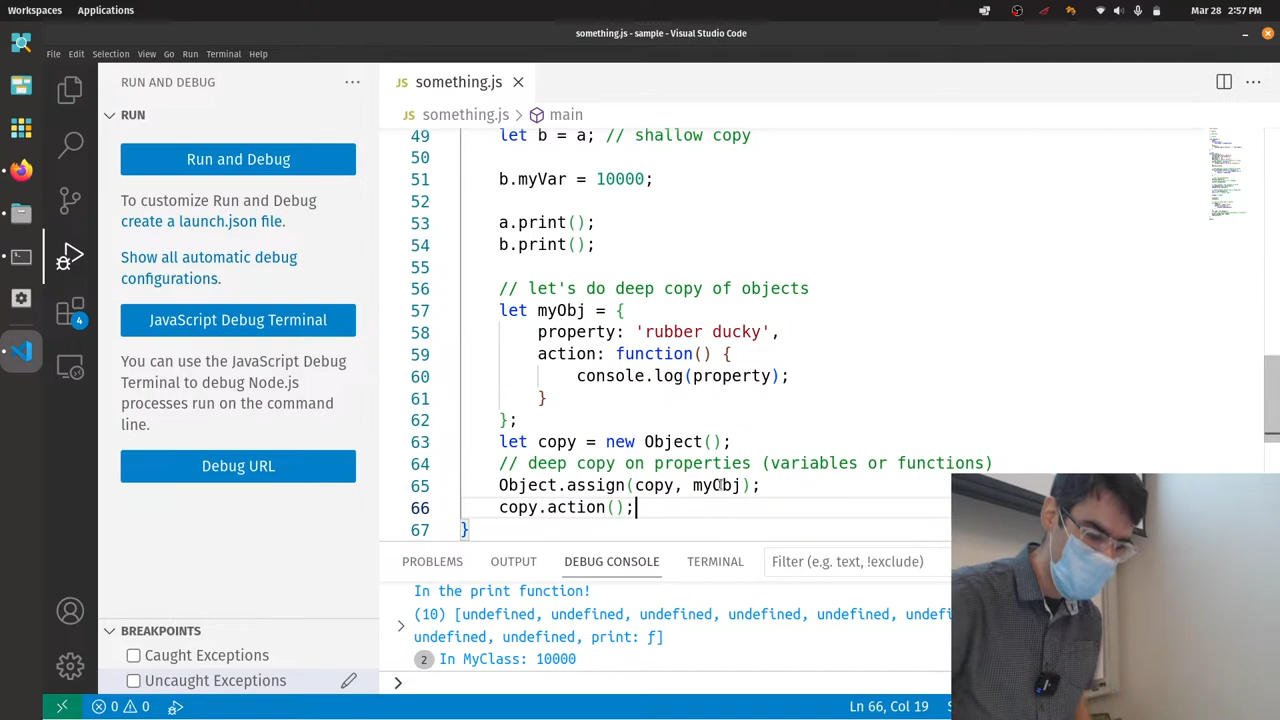 Workspaces Applications Mar 28 2:57 PM
something.js - sample - Visual Studio Code
File Edit Selection View Go Run Terminal Help
RUN AND DEBUG ···
JS something.js ×
RUN
JS something.js > main
Run and Debug
To customize Run and Debug
create a launch.json file.
Show all automatic debug
configurations.
JavaScript Debug Terminal
You can use the JavaScript Debug
Terminal to debug Node.js
processes run on the command
line.
Debug URL
4
BREAKPOINTS
Caught Exceptions
Uncaught Exceptions
49 let b = a; // shallow copy
50
51 b.myVar = 10000;
52
53 a.print();
54 b.print();
55
56 // let's do deep copy of objects
57 let myObj = {
58 property: 'rubber ducky',
59 action: function() {
60 console.log(property);
61 }
62 };
63 let copy = new Object();
64 // deep copy on properties (variables or functions)
65 Object.assign(copy, myObj);
66 copy.action();
67 }
PROBLEMS OUTPUT DEBUG CONSOLE TERMINAL Filter (e.g. text, !exclude)
In the print function!
(10) [undefined, undefined, undefined, undefined, undefined, undefi
undefined, undefined, print: ƒ]
2 In MyClass: 10000
>
0 0 Ln 66, Col 19